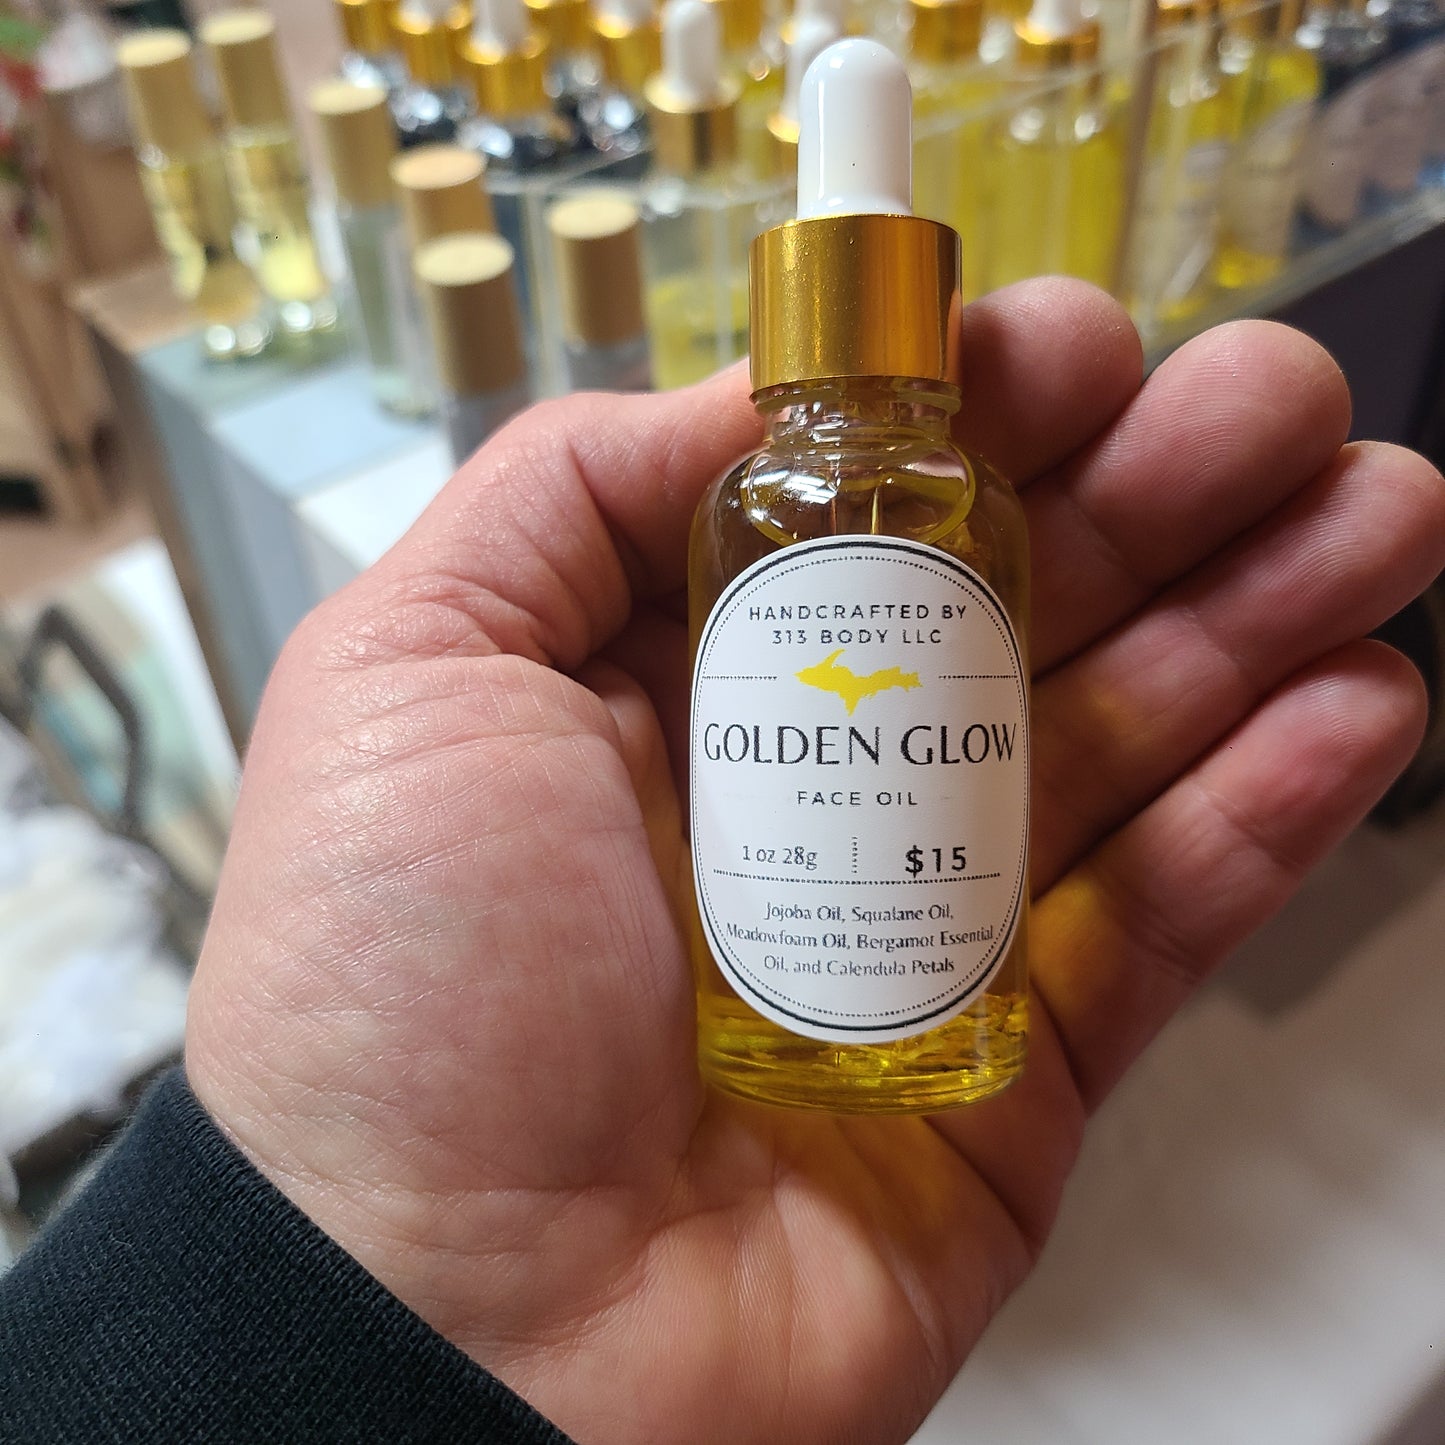 HANDCRAFTED BY
313 BODY LLC
GOLDEN GLOW
FACE OIL
1 oz 28g $15
Jojoba Oil, Squalane Oil,
Meadowfoam Oil, Bergamot Essential
Oil, and Calendula Petals